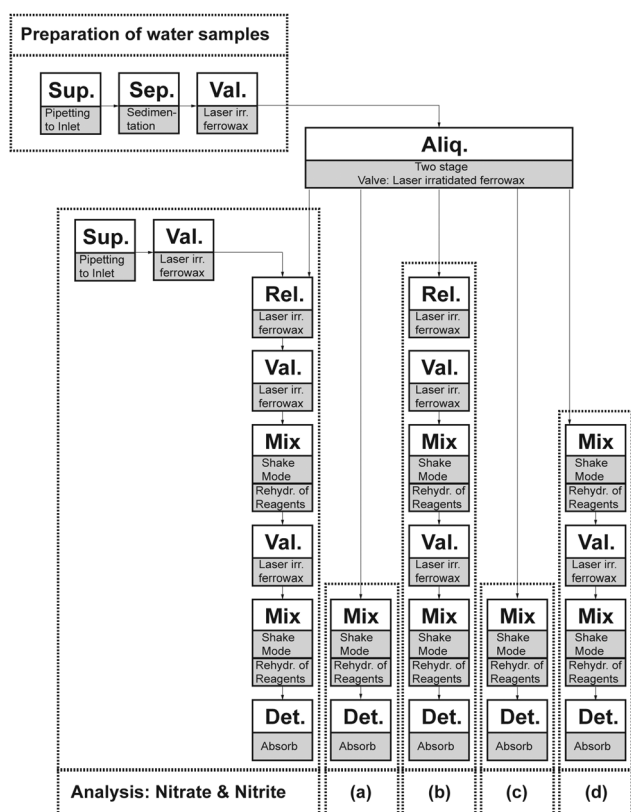 Preparation of water samples
Sup.
Pipetting
to Inlet
Sep.
Sedimen-
tation
Val.
Laser irr.
ferrowax
Aliq.
Two stage
Valve: Laser irratidated ferrowax
Sup.
Pipetting
to Inlet
Val.
Laser irr.
ferrowax
Rel.
Laser irr.
ferrowax
Val.
Laser irr.
ferrowax
Mix
Shake
Mode
Rehydr. of
Reagents
Val.
Laser irr.
ferrowax
Mix
Shake
Mode
Rehydr. of
Reagents
Det.
Absorb
Analysis: Nitrate & Nitrite
Mix
Shake
Mode
Rehydr. of
Reagents
Det.
Absorb
(a)
Rel.
Laser irr.
ferrowax
Val.
Laser irr.
ferrowax
Mix
Shake
Mode
Rehydr. of
Reagents
Val.
Laser irr.
ferrowax
Mix
Shake
Mode
Rehydr. of
Reagents
Det.
Absorb
(b)
Mix
Shake
Mode
Rehydr. of
Reagents
Det.
Absorb
(c)
Mix
Shake
Mode
Rehydr. of
Reagents
Val.
Laser irr.
ferrowax
Mix
Shake
Mode
Rehydr. of
Reagents
Det.
Absorb
(d)